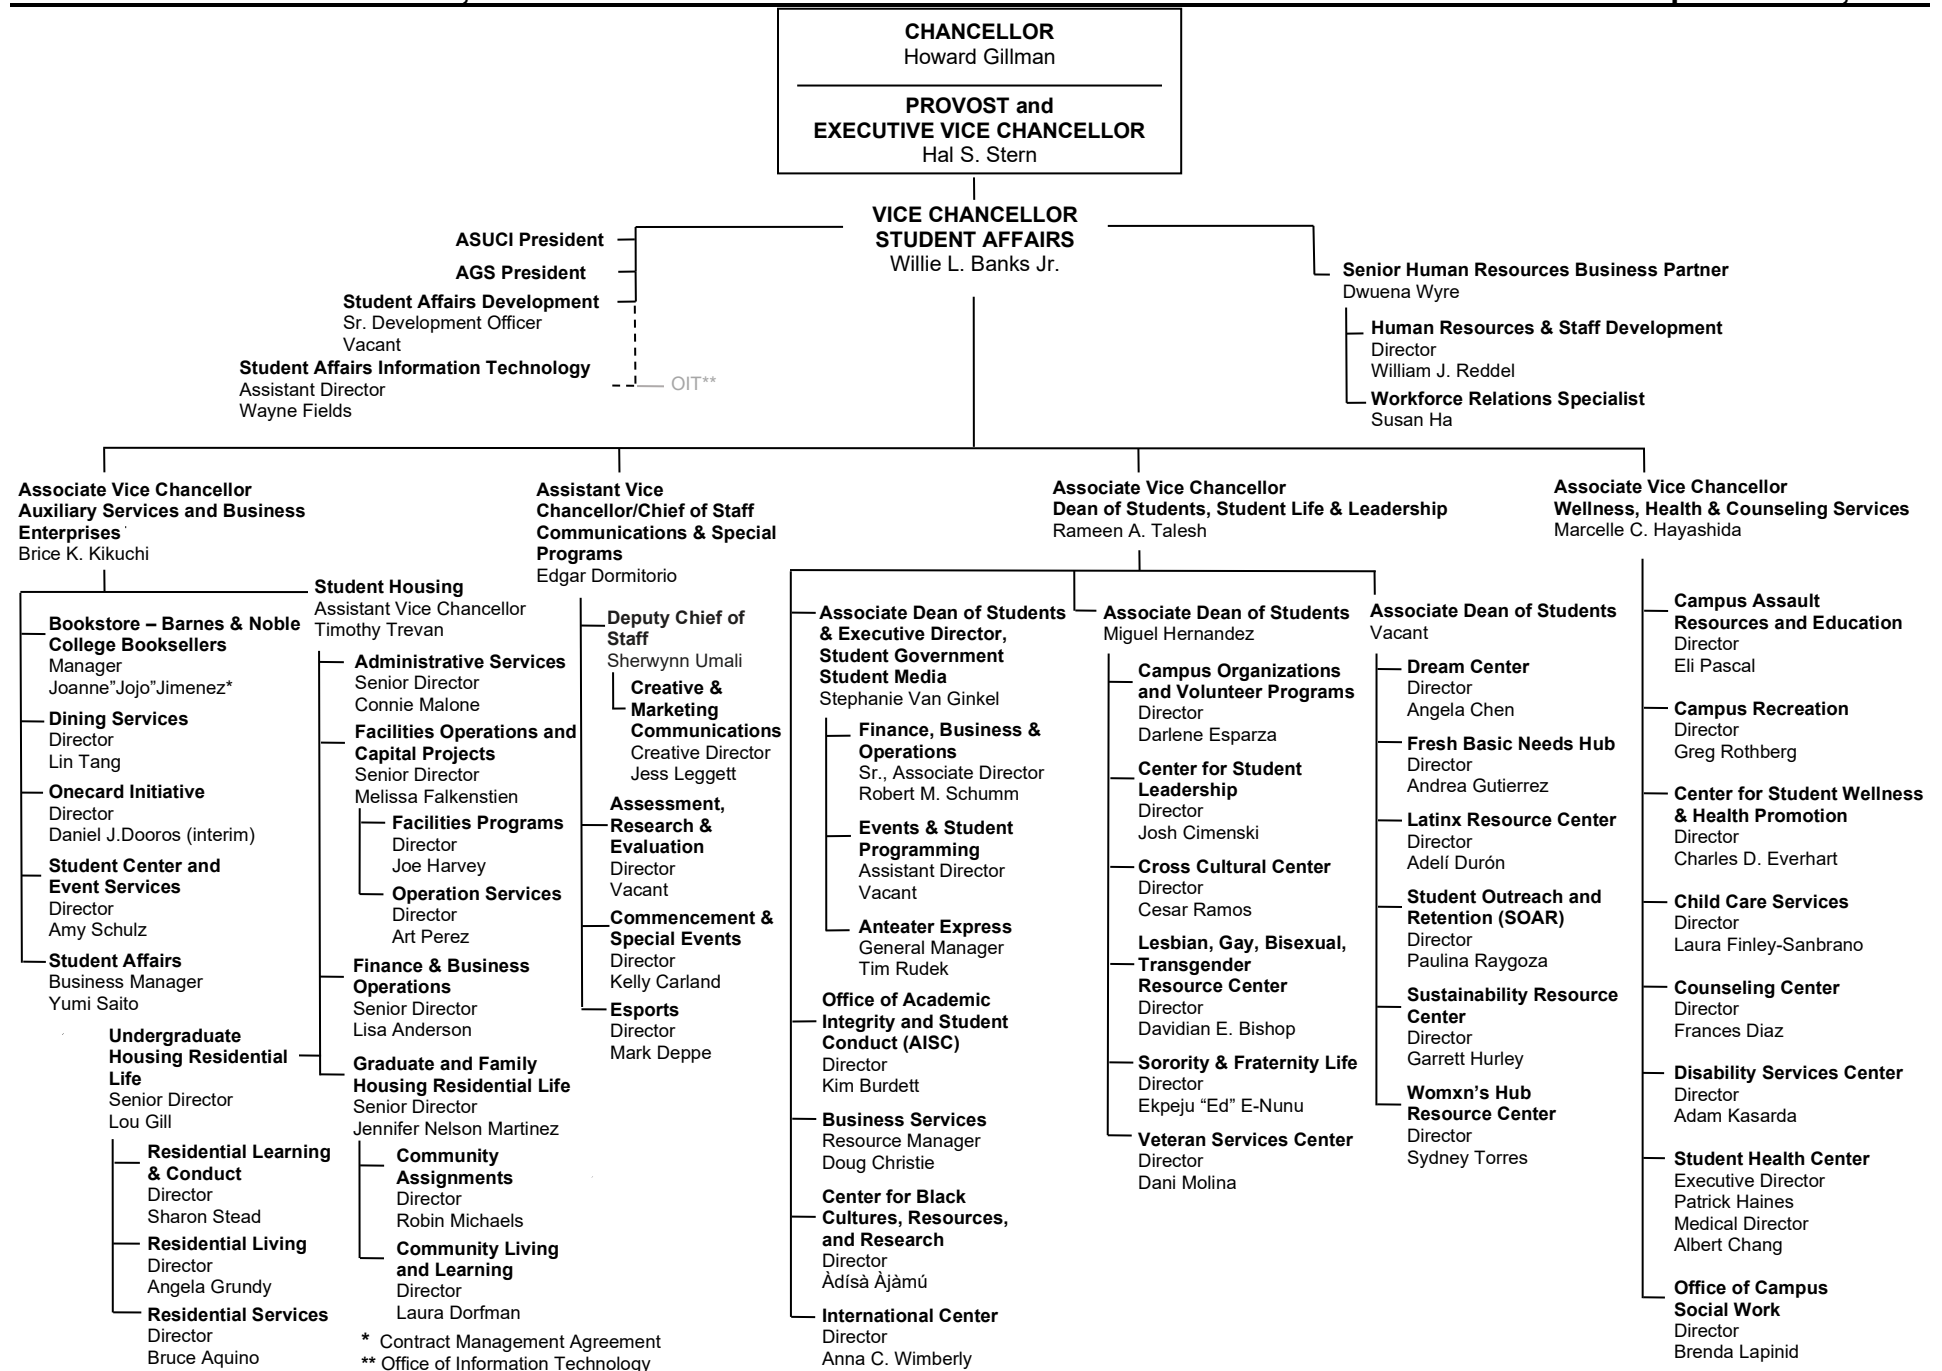 CHANCELLOR
Howard Gillman
PROVOST and
EXECUTIVE VICE CHANCELLOR
Hal S. Stern
VICE CHANCELLOR
STUDENT AFFAIRS
Willie L. Banks Jr.
ASUCI President
AGS President
Student Affairs Development
Sr. Development Officer
Vacant
Student Affairs Information Technology
Assistant Director
Wayne Fields
OIT**
Senior Human Resources Business Partner
Dwuena Wyre
Human Resources & Staff Development
Director
William J. Reddel
Workforce Relations Specialist
Susan Ha
Associate Vice Chancellor
Auxiliary Services and Business
Enterprises
Brice K. Kikuchi
Bookstore – Barnes & Noble
College Booksellers
Manager
Joanne”Jojo”Jimenez*
Dining Services
Director
Lin Tang
Onecard Initiative
Director
Daniel J.Dooros (interim)
Student Center and
Event Services
Director
Amy Schulz
Student Affairs
Business Manager
Yumi Saito
Student Housing
Assistant Vice Chancellor
Timothy Trevan
Administrative Services
Senior Director
Connie Malone
Facilities Operations and
Capital Projects
Senior Director
Melissa Falkenstien
Facilities Programs
Director
Joe Harvey
Operation Services
Director
Art Perez
Finance & Business
Operations
Senior Director
Lisa Anderson
Undergraduate
Housing Residential
Life
Senior Director
Lou Gill
Residential Learning
& Conduct
Director
Sharon Stead
Residential Living
Director
Angela Grundy
Residential Services
Director
Bruce Aquino
Graduate and Family
Housing Residential Life
Senior Director
Jennifer Nelson Martinez
Community
Assignments
Director
Robin Michaels
Community Living
and Learning
Director
Laura Dorfman
* Contract Management Agreement
** Office of Information Technology
Assistant Vice
Chancellor/Chief of Staff
Communications & Special
Programs
Edgar Dormitorio
Deputy Chief of
Staff
Sherwynn Umali
Creative &
Marketing
Communications
Creative Director
Jess Leggett
Assessment,
Research &
Evaluation
Director
Vacant
Commencement &
Special Events
Director
Kelly Carland
Esports
Director
Mark Deppe
Associate Vice Chancellor
Dean of Students, Student Life & Leadership
Rameen A. Talesh
Associate Dean of Students
& Executive Director,
Student Government
Student Media
Stephanie Van Ginkel
Finance, Business &
Operations
Sr., Associate Director
Robert M. Schumm
Events & Student
Programming
Assistant Director
Vacant
Anteater Express
General Manager
Tim Rudek
Office of Academic
Integrity and Student
Conduct (AISC)
Director
Kim Burdett
Business Services
Resource Manager
Doug Christie
Center for Black
Cultures, Resources,
and Research
Director
Àdísà Àjàmú
International Center
Director
Anna C. Wimberly
Associate Dean of Students
Miguel Hernandez
Campus Organizations
and Volunteer Programs
Director
Darlene Esparza
Center for Student
Leadership
Director
Josh Cimenski
Cross Cultural Center
Director
Cesar Ramos
Lesbian, Gay, Bisexual,
Transgender
Resource Center
Director
Davidian E. Bishop
Sorority & Fraternity Life
Director
Ekpeju “Ed” E-Nunu
Veteran Services Center
Director
Dani Molina
Associate Dean of Students
Vacant
Dream Center
Director
Angela Chen
Fresh Basic Needs Hub
Director
Andrea Gutierrez
Latinx Resource Center
Director
Adelí Durón
Student Outreach and
Retention (SOAR)
Director
Paulina Raygoza
Sustainability Resource
Center
Director
Garrett Hurley
Womxn’s Hub
Resource Center
Director
Sydney Torres
Associate Vice Chancellor
Wellness, Health & Counseling Services
Marcelle C. Hayashida
Campus Assault
Resources and Education
Director
Eli Pascal
Campus Recreation
Director
Greg Rothberg
Center for Student Wellness
& Health Promotion
Director
Charles D. Everhart
Child Care Services
Director
Laura Finley-Sanbrano
Counseling Center
Director
Frances Diaz
Disability Services Center
Director
Adam Kasarda
Student Health Center
Executive Director
Patrick Haines
Medical Director
Albert Chang
Office of Campus
Social Work
Director
Brenda Lapinid